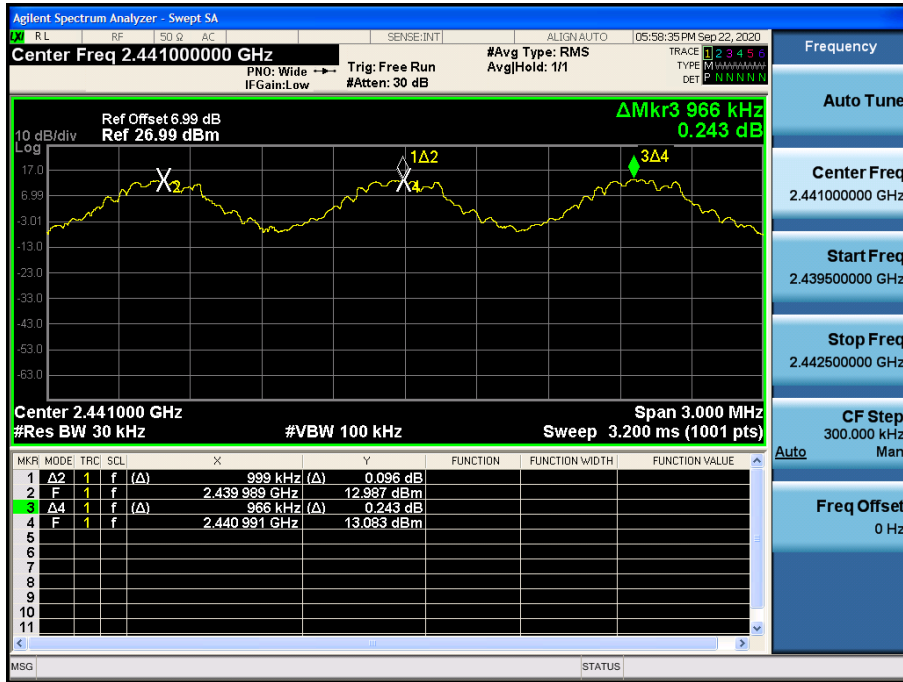 Agilent Spectrum Analyzer - Swept SA
LXI RL RF 50 Ω AC SENSE:INT ALIGN AUTO 05:58:35 PM Sep 22, 2020
Center Freq 2.441000000 GHz #Avg Type: RMS TRACE 1 2 3 4 5 6
PNO: Wide Trig: Free Run Avg|Hold: 1/1 TYPE M
IFGain:Low #Atten: 30 dB DET P N N N N N
ΔMkr3 966 kHz
0.243 dB
Ref Offset 6.99 dB
10 dB/div Ref 26.99 dBm
Log
17.0
6.99
-3.01
-13.0
-23.0
-33.0
-43.0
-53.0
-63.0
2
1Δ2
4
3Δ4
Center 2.441000 GHz Span 3.000 MHz
#Res BW 30 kHz #VBW 100 kHz Sweep 3.200 ms (1001 pts)
MKR MODE TRC SCL X Y FUNCTION FUNCTION WIDTH FUNCTION VALUE
1 Δ2 1 f (Δ) 999 kHz (Δ) 0.096 dB
2 F 1 f 2.439 989 GHz 12.987 dBm
3 Δ4 1 f (Δ) 966 kHz (Δ) 0.243 dB
4 F 1 f 2.440 991 GHz 13.083 dBm
5
6
7
8
9
10
11
MSG STATUS
Frequency
Auto Tune
Center Freq
2.441000000 GHz
Start Freq
2.439500000 GHz
Stop Freq
2.442500000 GHz
CF Step
300.000 kHz
Auto Man
Freq Offset
0 Hz